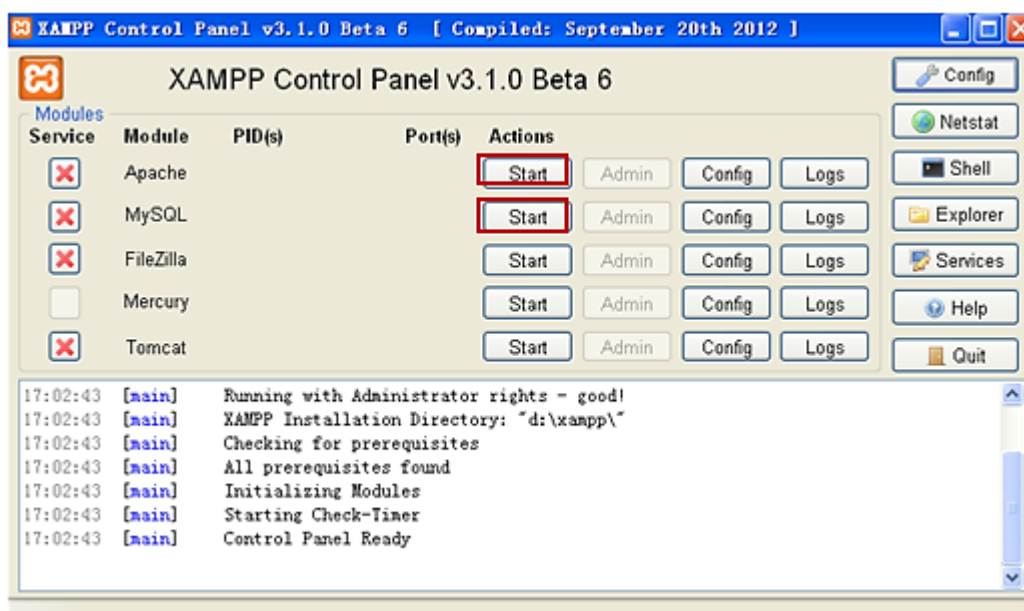 XAMPP Control Panel v3.1.0 Beta 6 [ Compiled: September 20th 2012 ]
XAMPP Control Panel v3.1.0 Beta 6
Config
Modules
Netstat
Service Module PID(s) Port(s) Actions
Apache Start Admin Config Logs
Shell
MySQL Start Admin Config Logs
Explorer
FileZilla Start Admin Config Logs
Services
Mercury Start Admin Config Logs
Help
Tomcat Start Admin Config Logs
Quit
17:02:43 [main] Running with Administrator rights - good!
17:02:43 [main] XAMPP Installation Directory: "d:\xampp\"
17:02:43 [main] Checking for prerequisites
17:02:43 [main] All prerequisites found
17:02:43 [main] Initializing Modules
17:02:43 [main] Starting Check-Timer
17:02:43 [main] Control Panel Ready